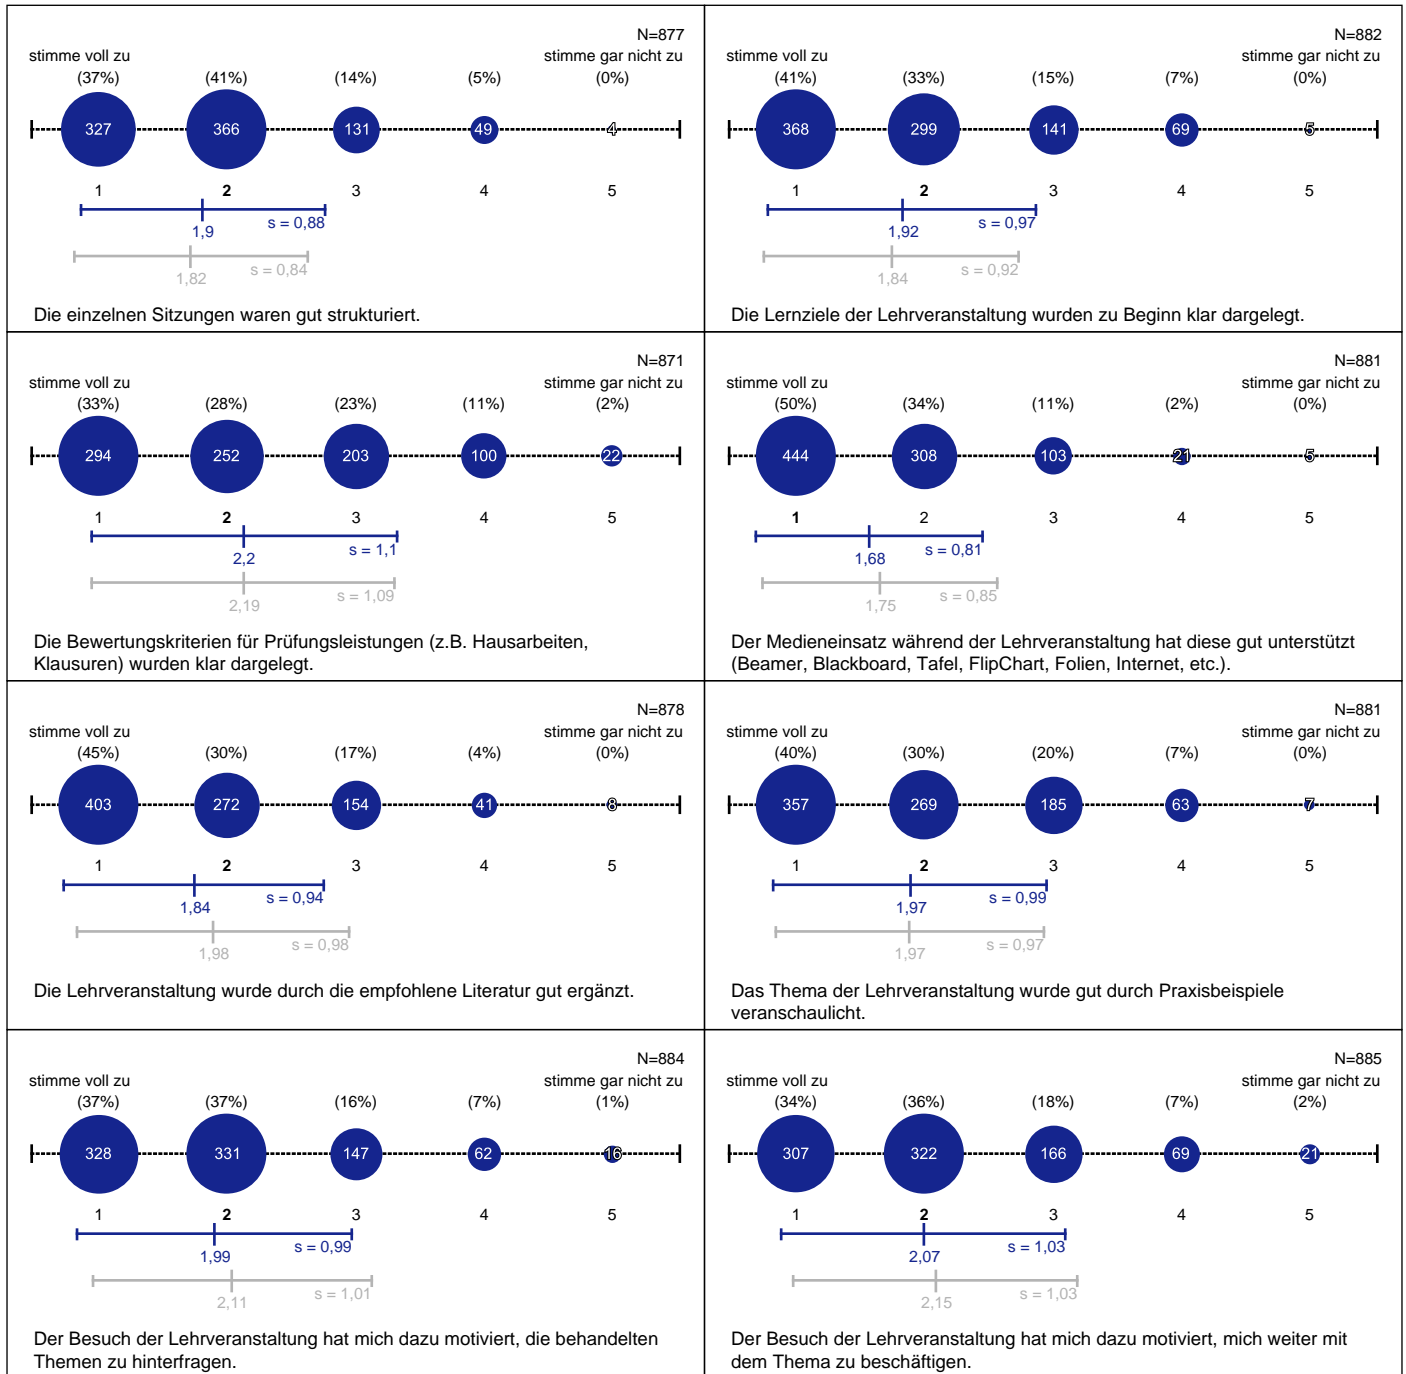 N=877
stimme voll zu stimme gar nicht zu
(37%) (41%) (14%) (5%) (0%)
327 366 131 49 4
1 2 3 4 5
s = 0,88
1,9
s = 0,84
1,82
Die einzelnen Sitzungen waren gut strukturiert.
N=882
stimme voll zu stimme gar nicht zu
(41%) (33%) (15%) (7%) (0%)
368 299 141 69 5
1 2 3 4 5
s = 0,97
1,92
s = 0,92
1,84
Die Lernziele der Lehrveranstaltung wurden zu Beginn klar dargelegt.
N=871
stimme voll zu stimme gar nicht zu
(33%) (28%) (23%) (11%) (2%)
294 252 203 100 22
1 2 3 4 5
s = 1,1
2,2
s = 1,09
2,19
Die Bewertungskriterien für Prüfungsleistungen (z.B. Hausarbeiten,
Klausuren) wurden klar dargelegt.
N=881
stimme voll zu stimme gar nicht zu
(50%) (34%) (11%) (2%) (0%)
444 308 103 21 5
1 2 3 4 5
s = 0,81
1,68
s = 0,85
1,75
Der Medieneinsatz während der Lehrveranstaltung hat diese gut unterstützt
(Beamer, Blackboard, Tafel, FlipChart, Folien, Internet, etc.).
N=878
stimme voll zu stimme gar nicht zu
(45%) (30%) (17%) (4%) (0%)
403 272 154 41 8
1 2 3 4 5
s = 0,94
1,84
s = 0,98
1,98
Die Lehrveranstaltung wurde durch die empfohlene Literatur gut ergänzt.
N=881
stimme voll zu stimme gar nicht zu
(40%) (30%) (20%) (7%) (0%)
357 269 185 63 7
1 2 3 4 5
s = 0,99
1,97
s = 0,97
1,97
Das Thema der Lehrveranstaltung wurde gut durch Praxisbeispiele
veranschaulicht.
N=884
stimme voll zu stimme gar nicht zu
(37%) (37%) (16%) (7%) (1%)
328 331 147 62 16
1 2 3 4 5
s = 0,99
1,99
s = 1,01
2,11
Der Besuch der Lehrveranstaltung hat mich dazu motiviert, die behandelten
Themen zu hinterfragen.
N=885
stimme voll zu stimme gar nicht zu
(34%) (36%) (18%) (7%) (2%)
307 322 166 69 21
1 2 3 4 5
s = 1,03
2,07
s = 1,03
2,15
Der Besuch der Lehrveranstaltung hat mich dazu motiviert, mich weiter mit
dem Thema zu beschäftigen.